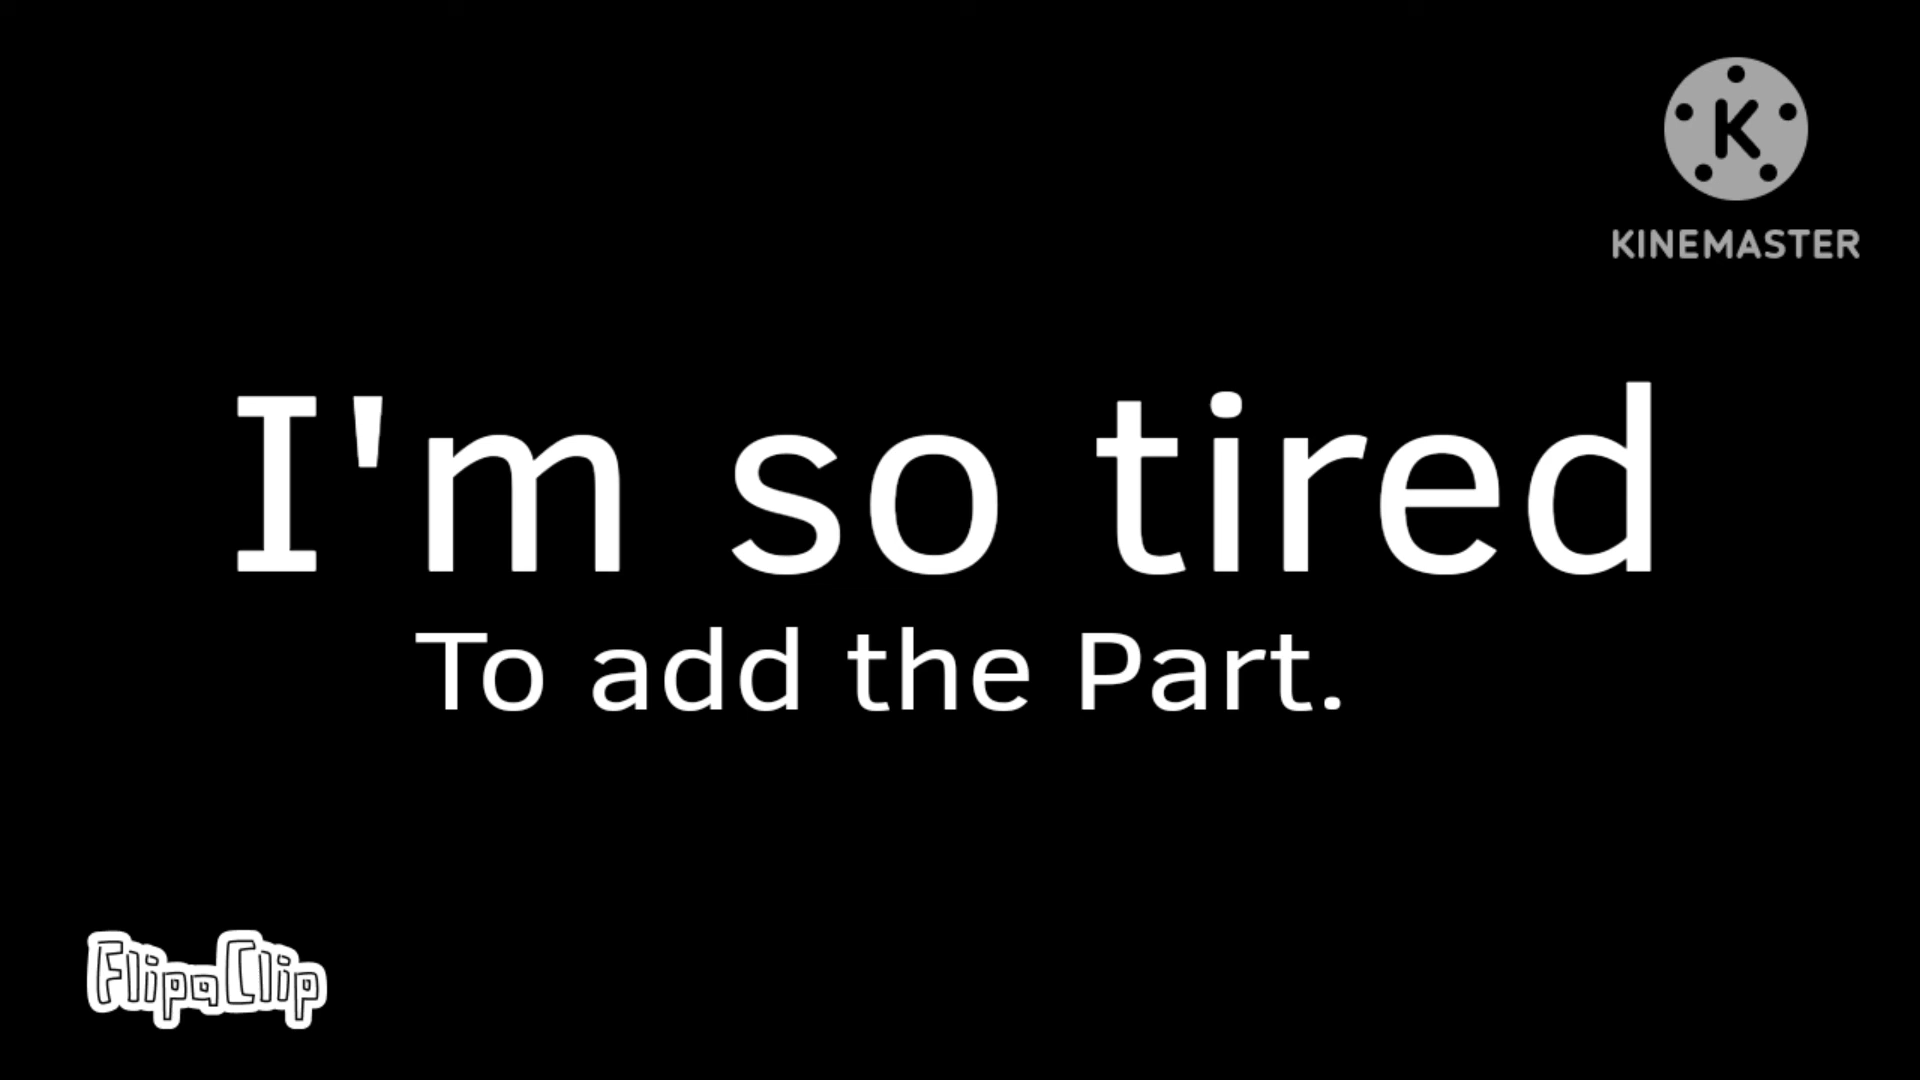 K
KINEMASTER
I'm so tired
To add the Part.
FlipaClip